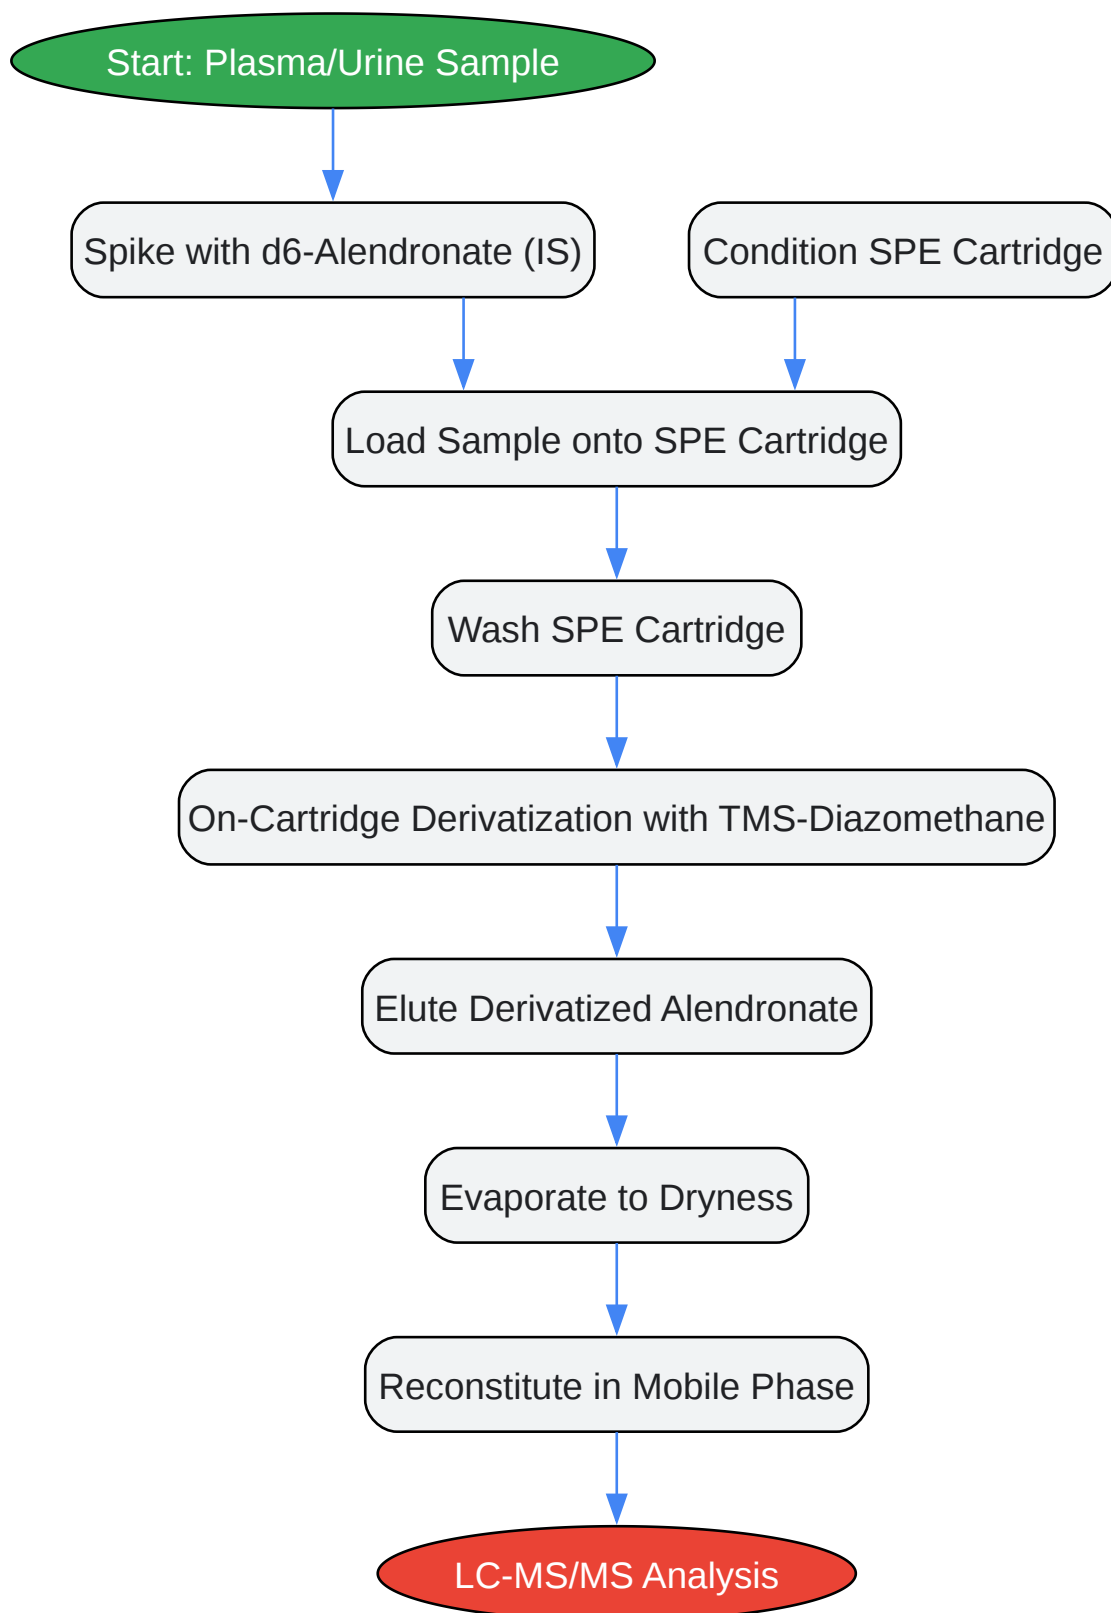 Start: Plasma/Urine Sample
Spike with d6-Alendronate (IS)
Condition SPE Cartridge
Load Sample onto SPE Cartridge
Wash SPE Cartridge
On-Cartridge Derivatization with TMS-Diazomethane
Elute Derivatized Alendronate
Evaporate to Dryness
Reconstitute in Mobile Phase
LC-MS/MS Analysis